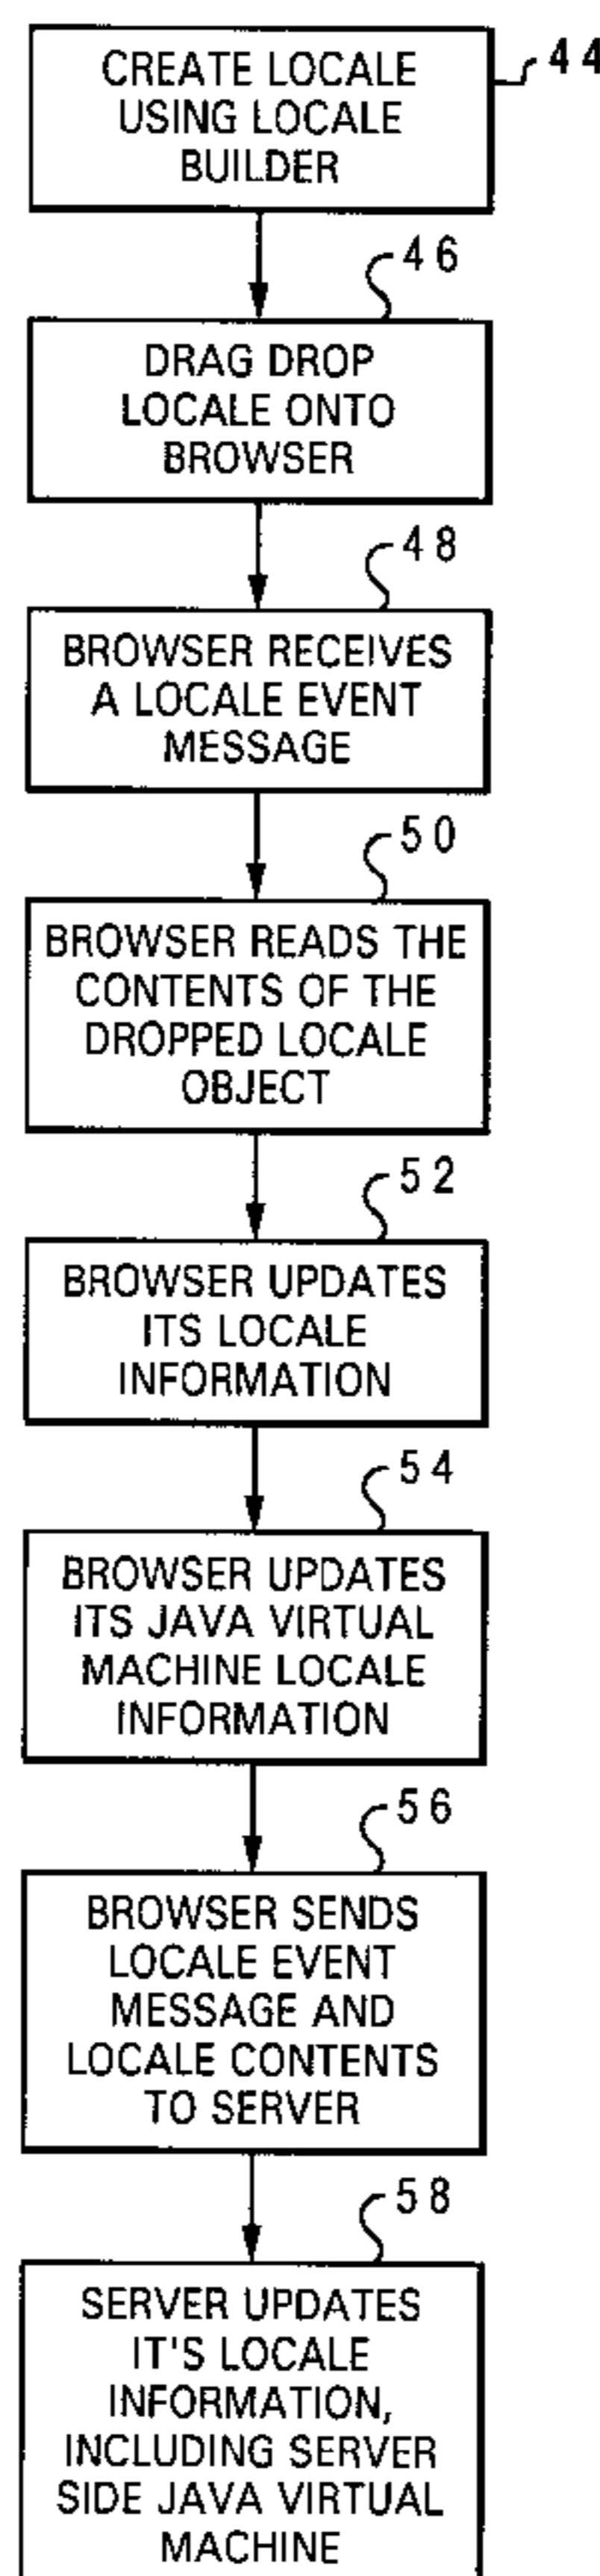 CREATE LOCALE
USING LOCALE
BUILDER
44
46
DRAG DROP
LOCALE ONTO
BROWSER
48
BROWSER RECEIVES
A LOCALE EVENT
MESSAGE
50
BROWSER READS THE
CONTENTS OF THE
DROPPED LOCALE
OBJECT
52
BROWSER UPDATES
ITS LOCALE
INFORMATION
54
BROWSER UPDATES
ITS JAVA VIRTUAL
MACHINE LOCALE
INFORMATION
56
BROWSER SENDS
LOCALE EVENT
MESSAGE AND
LOCALE CONTENTS
TO SERVER
58
SERVER UPDATES
IT'S LOCALE
INFORMATION,
INCLUDING SERVER
SIDE JAVA VIRTUAL
MACHINE